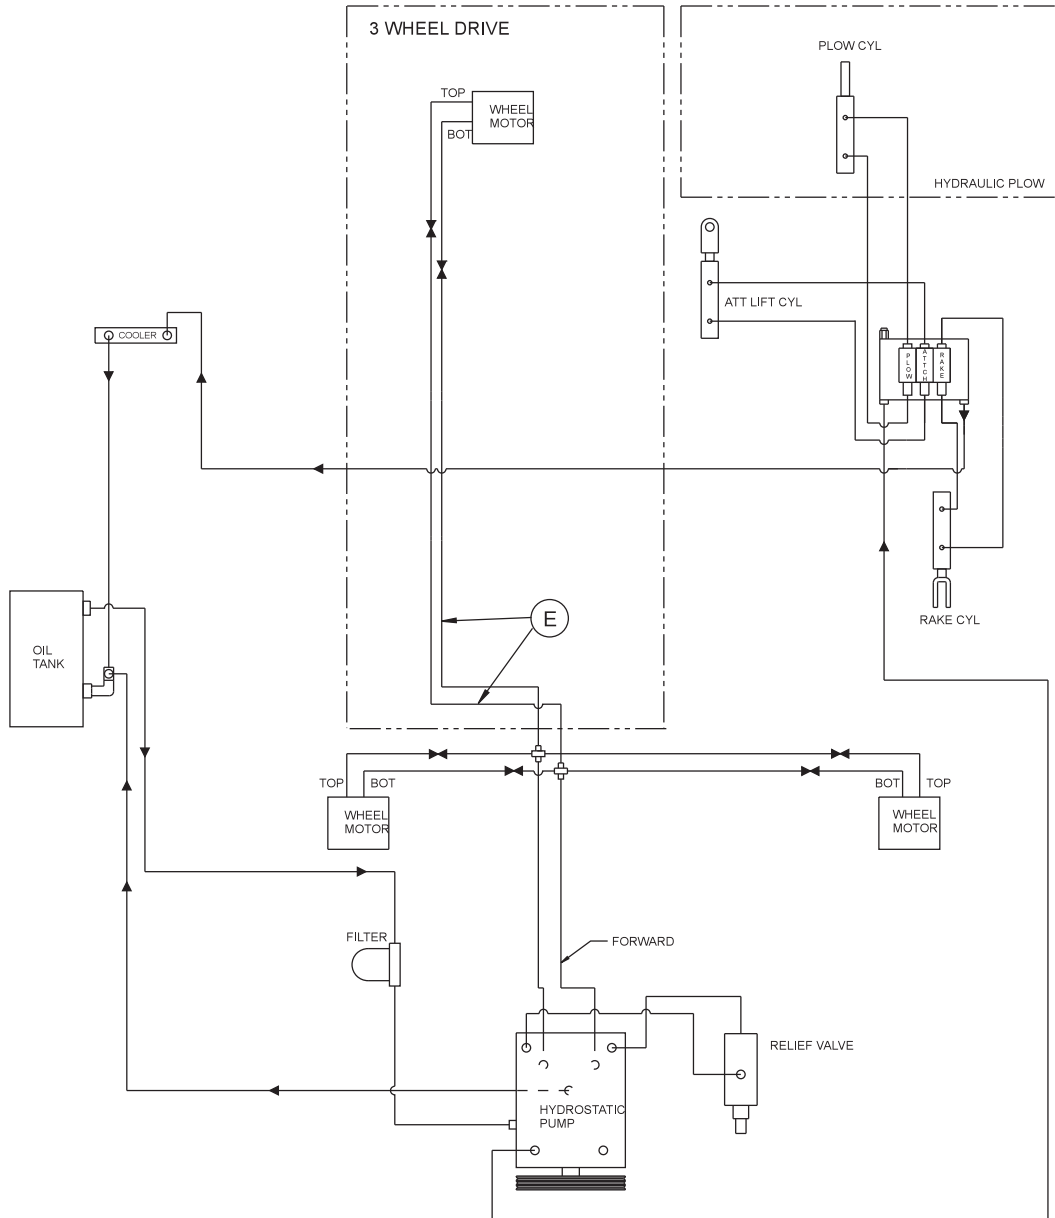 3 WHEEL DRIVE
PLOW CYL
TOP
WHEEL
MOTOR
BOT
HYDRAULIC PLOW
ATT LIFT CYL
COOLER
PLOW
ATTCH
RAKE
E
RAKE CYL
OIL
TANK
TOP
BOT
BOT
TOP
WHEEL
MOTOR
WHEEL
MOTOR
FILTER
FORWARD
RELIEF VALVE
HYDROSTATIC
PUMP